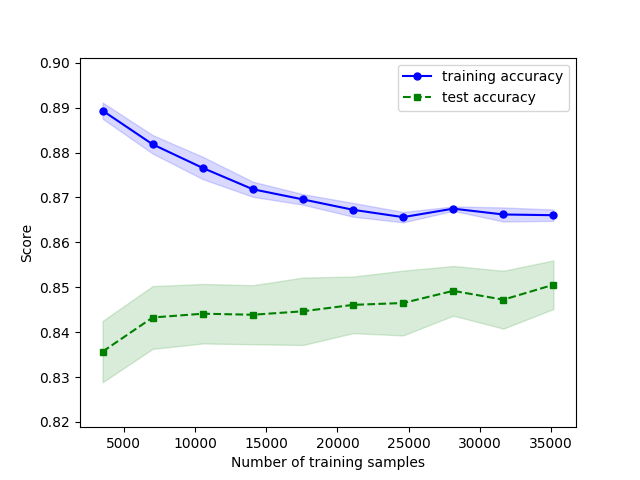 0.90
0.89
0.88
0.87
0.86
0.85
0.84
0.83
0.82
Score
training accuracy
test accuracy
5000 10000 15000 20000 25000 30000 35000
Number of training samples